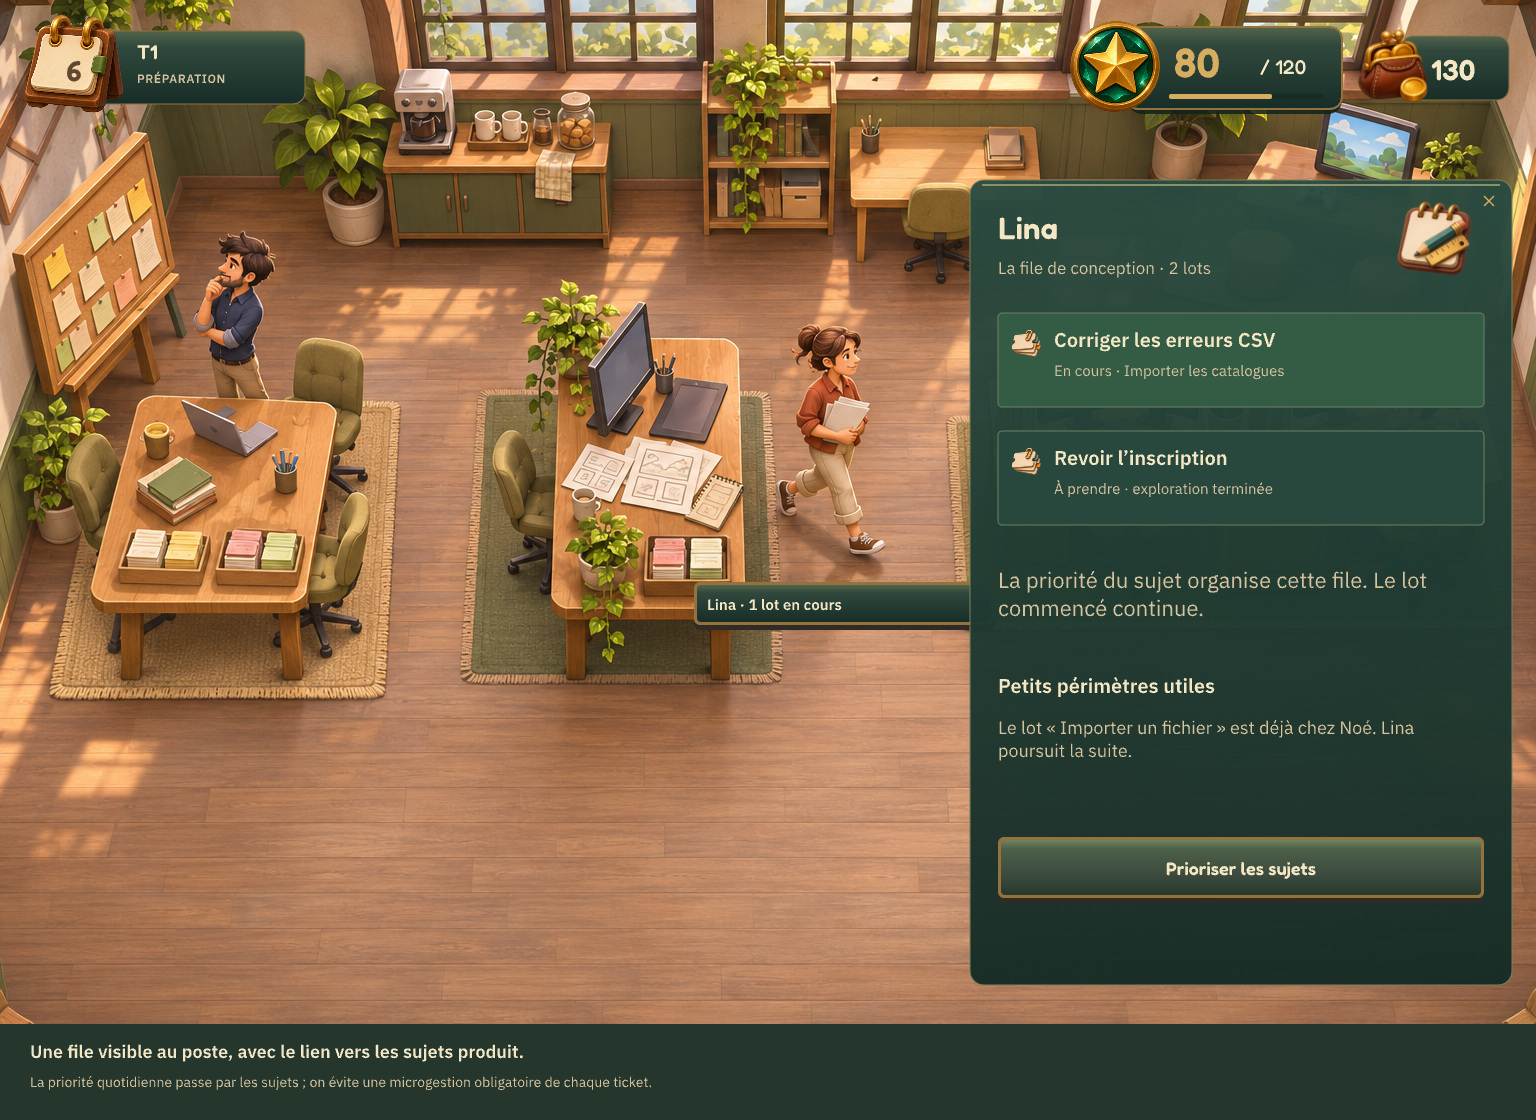 6
T1
PRÉPARATION
80 / 120
130
Lina
La file de conception · 2 lots
Corriger les erreurs CSV
En cours · Importer les catalogues
Revoir l’inscription
À prendre · exploration terminée
La priorité du sujet organise cette file. Le lot
commencé continue.
Lina · 1 lot en cours
Petits périmètres utiles
Le lot « Importer un fichier » est déjà chez Noé. Lina
poursuit la suite.
Prioriser les sujets
Une file visible au poste, avec le lien vers les sujets produit.
La priorité quotidienne passe par les sujets ; on évite une microgestion obligatoire de chaque ticket.